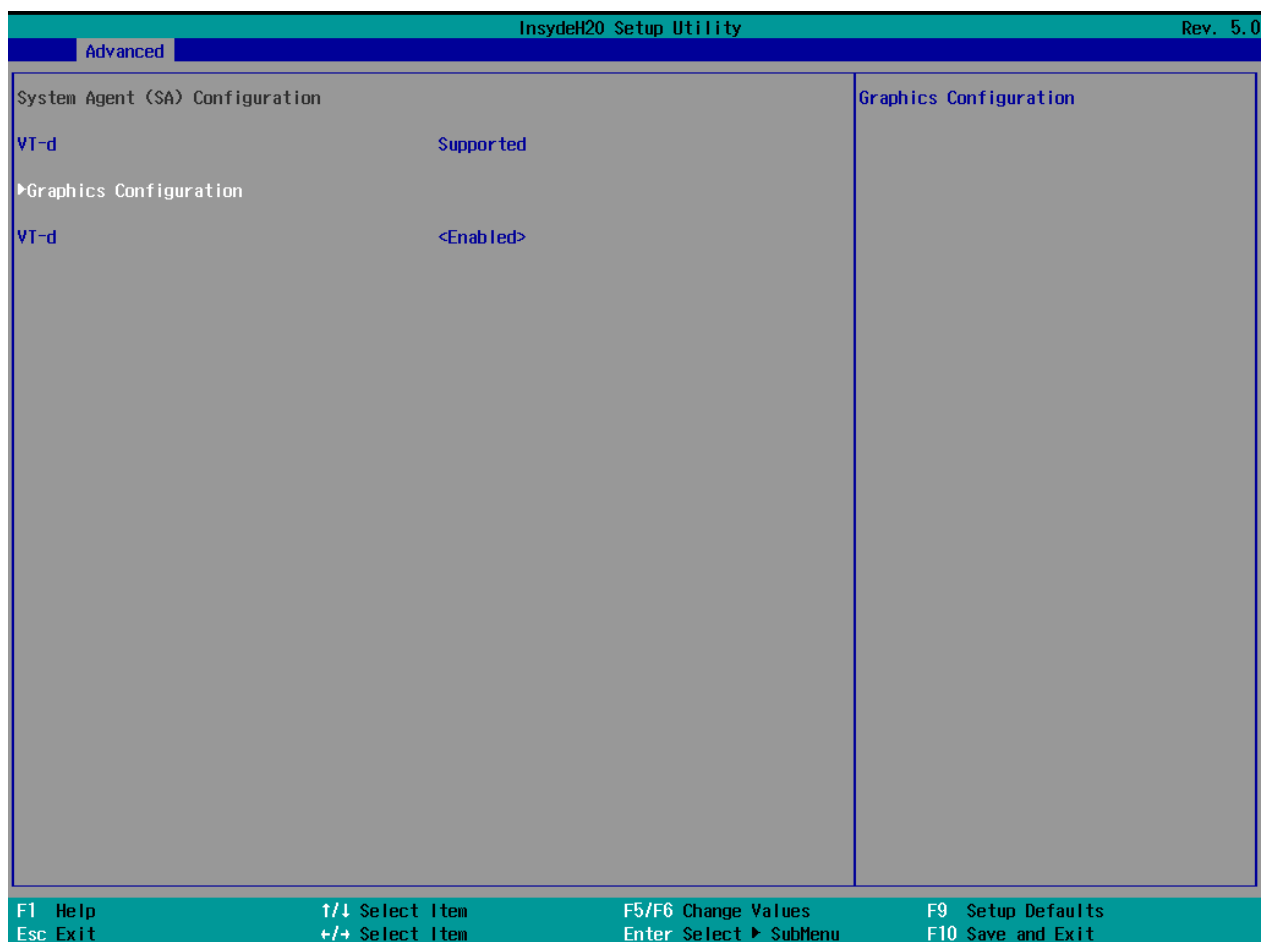 InsydeH20 Setup Utility Rev. 5.0
Advanced
System Agent (SA) Configuration
Graphics Configuration
VT-d Supported
▶Graphics Configuration
VT-d <Enabled>
F1 Help ↑/↓ Select Item F5/F6 Change Values F9 Setup Defaults
Esc Exit ←/→ Select Item Enter Select ▶ SubMenu F10 Save and Exit